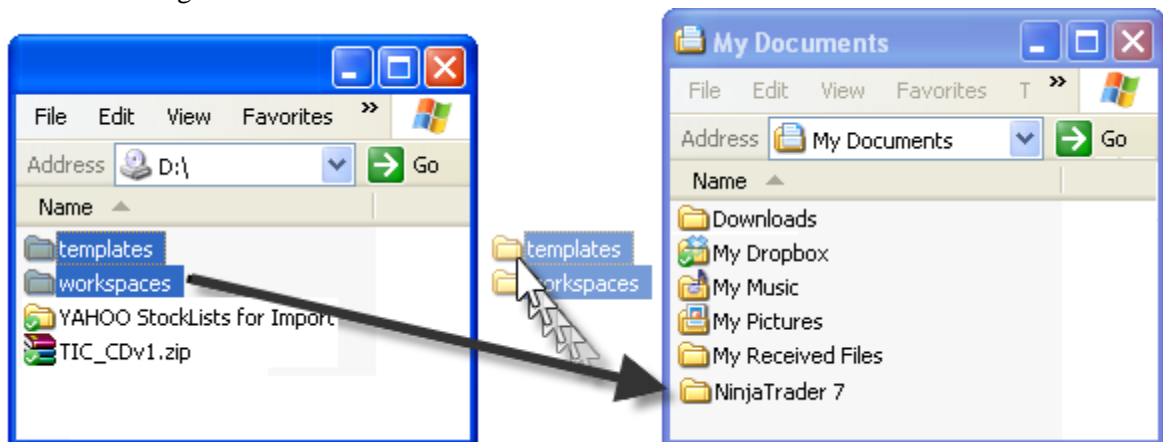 File Edit View Favorites »
Address D:\ Go
Name
templates
workspaces
YAHOO StockLists for Import
TIC_CDv1.zip
templates
workspaces
My Documents
File Edit View Favorites T »
Address My Documents Go
Name
Downloads
My Dropbox
My Music
My Pictures
My Received Files
NinjaTrader 7